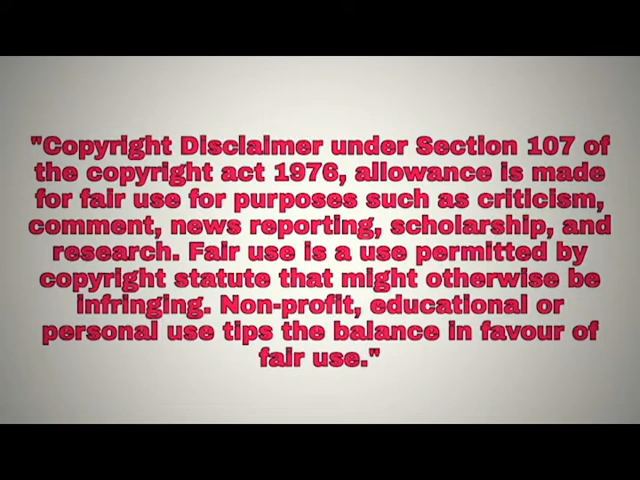 "Copyright Disclaimer under Section 107 of
the copyright act 1976, allowance is made
for fair use for purposes such as criticism,
comment, news reporting, scholarship, and
research. Fair use is a use permitted by
copyright statute that might otherwise be
infringing. Non-profit, educational or
personal use tips the balance in favour of
fair use."